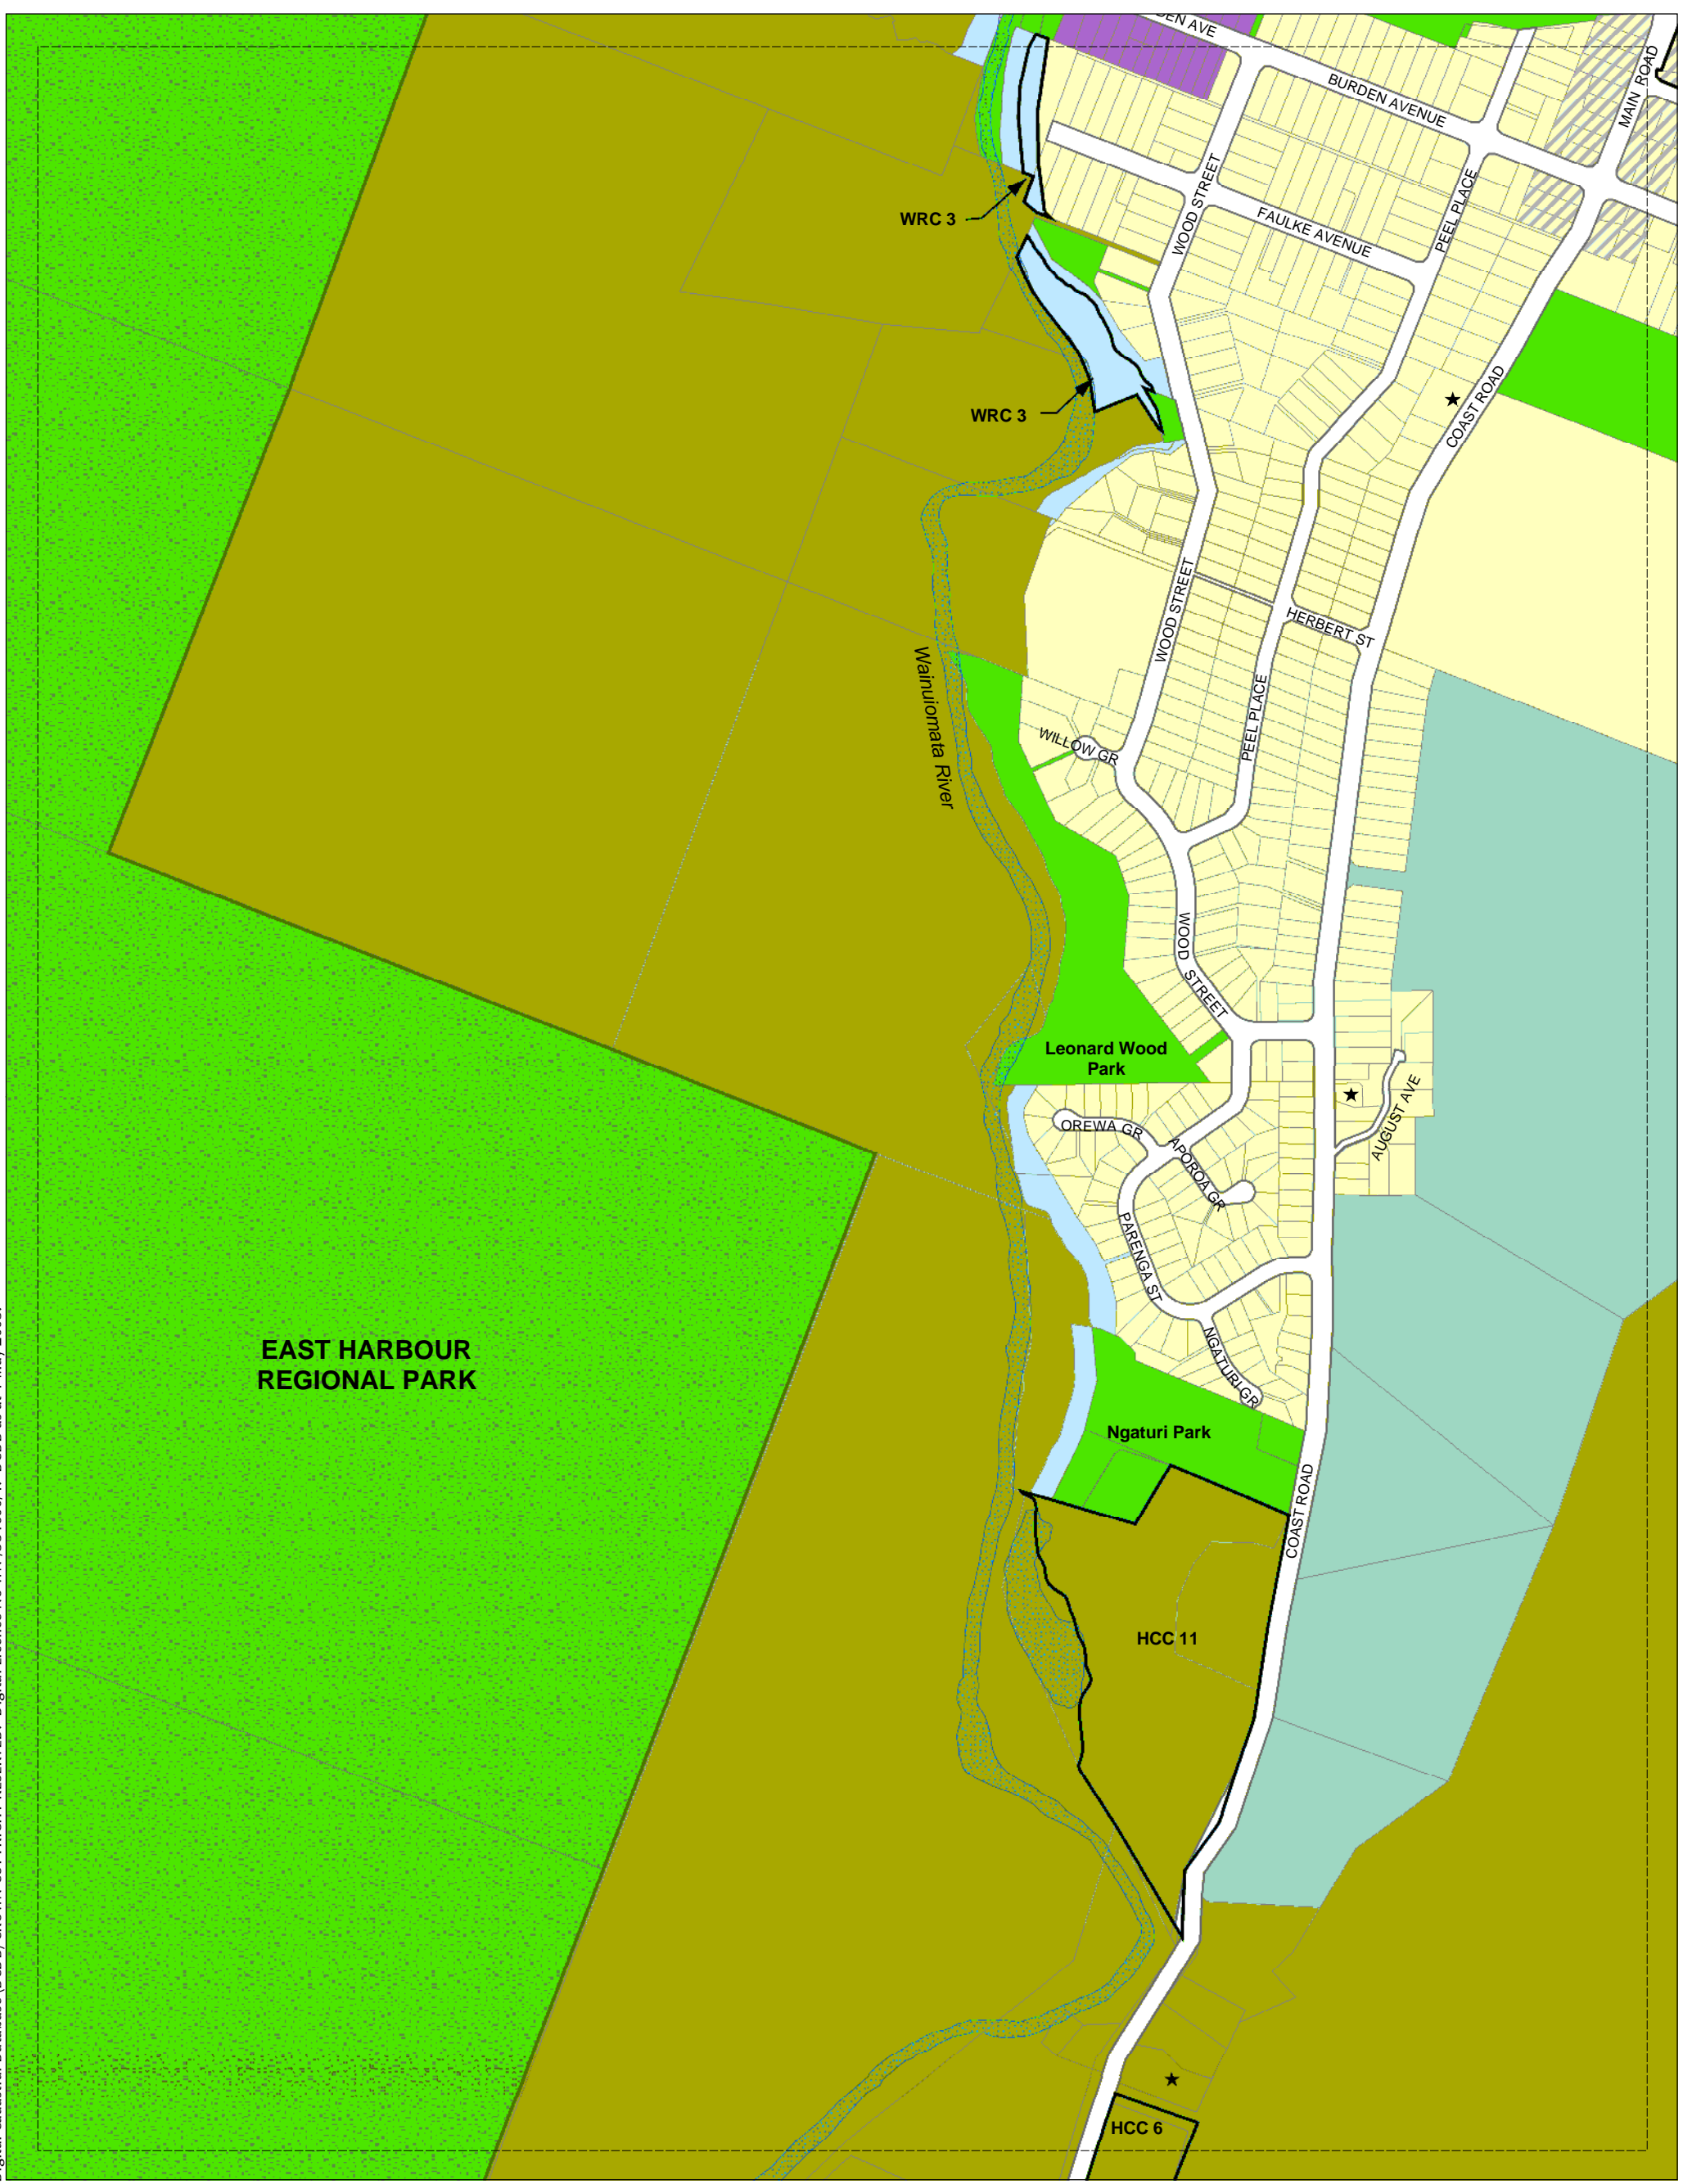 EN AVE
BURDEN AVENUE
MAIN ROAD
WRC 3
WOOD STREET
FAULKE AVENUE
PEEL PLACE
WRC 3
COAST ROAD
WOOD STREET
HERBERT ST
Wainuiomata River
PEEL PLACE
WILLOW GR
WOOD STREET
Leonard Wood
Park
AUGUST AVE
OREWA GR
APOROA GR
PARENGA ST
EAST HARBOUR
REGIONAL PARK
NGATURI GR
Ngaturi Park
COAST ROAD
HCC 11
HCC 6